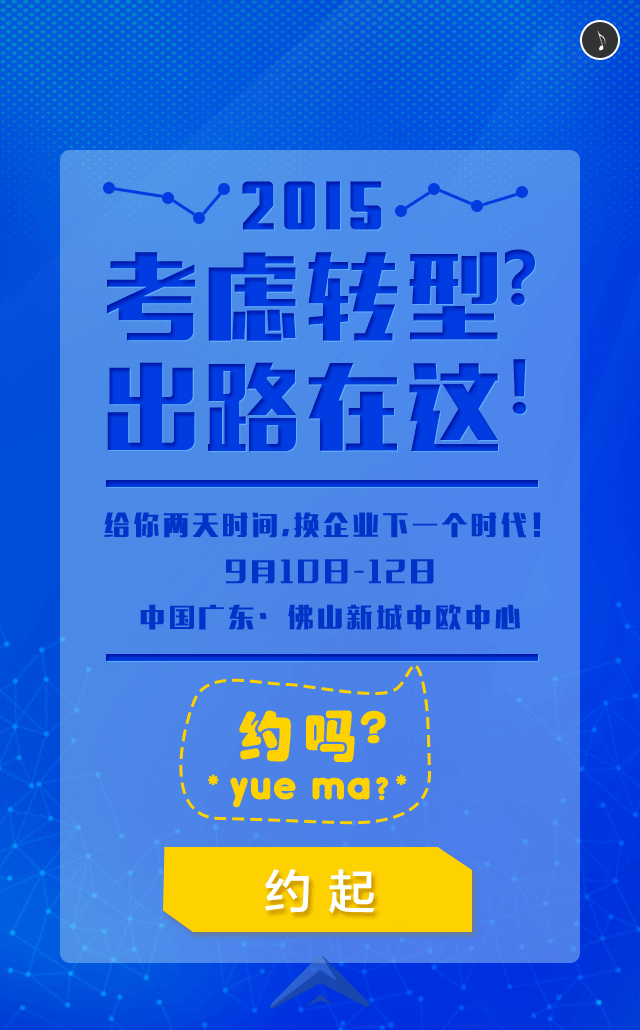 2015
考虑转型?
出路在这!
给你两天时间,换企业下一个时代!
9月10日-12日
中国广东·佛山新城中欧中心
约吗?
*yue ma?*
约起